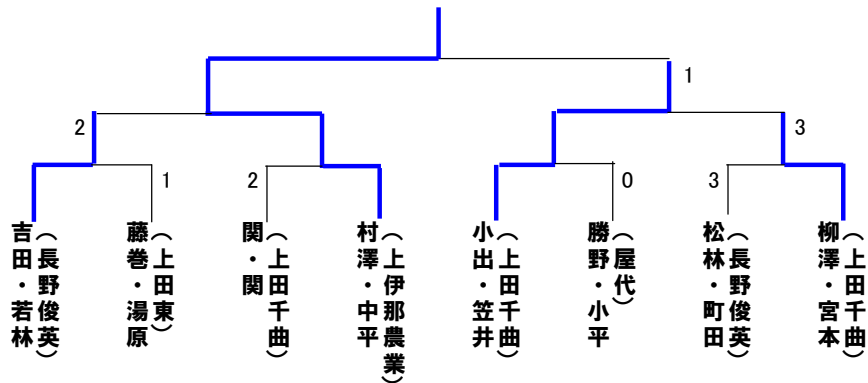 1
2
3
1
2
0
3
吉田・若林
（長野俊英）
藤巻・湯原
（上田東）
関・関
（上田千曲）
村澤・中平
（上伊那農業）
小出・笠井
（上田千曲）
勝野・小平
（屋代）
松林・町田
（長野俊英）
柳澤・宮本
（上田千曲）